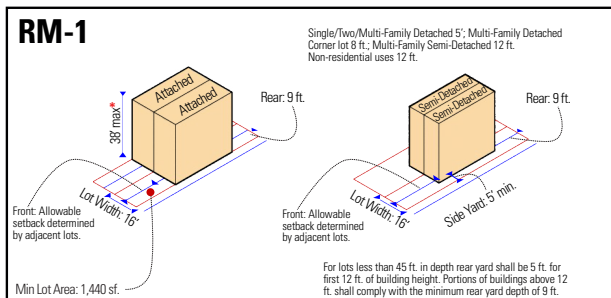 RM-1
Single/Two/Multi-Family Detached 5'; Multi-Family Detached
Corner lot 8 ft.; Multi-Family Semi-Detached 12 ft.
Non-residential uses 12 ft.
Attached
Attached
38' max*
Rear: 9 ft.
Lot Width: 16'
Front: Allowable
setback determined
by adjacent lots.
Min Lot Area: 1,440 sf.
Semi-Detached
Semi-Detached
Rear: 9 ft.
Side Yard: 5' min.
Lot Width: 16'
Front: Allowable
setback determined
by adjacent lots.
For lots less than 45 ft. in depth rear yard shall be 5 ft. for
first 12 ft. of building height. Portions of buildings above 12
ft. shall comply with the minimum rear yard depth of 9 ft.